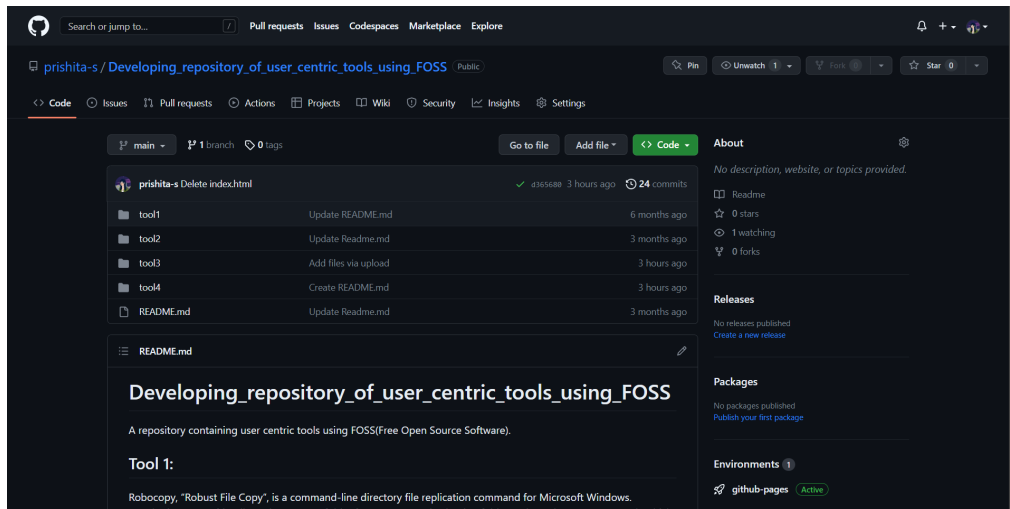 Search or jump to... / Pull requests Issues Codespaces Marketplace Explore
prishita-s / Developing_repository_of_user_centric_tools_using_FOSS Public Pin Unwatch 1 Fork 0 Star 0
Code Issues Pull requests Actions Projects Wiki Security Insights Settings
main 1 branch 0 tags Go to file Add file Code
prishita-s Delete index.html d365680 3 hours ago 24 commits
tool1 Update README.md 6 months ago
tool2 Update Readme.md 3 months ago
tool3 Add files via upload 3 hours ago
tool4 Create README.md 3 hours ago
README.md Update Readme.md 3 months ago
README.md
Developing_repository_of_user_centric_tools_using_FOSS
A repository containing user centric tools using FOSS(Free Open Source Software).
Tool 1:
Robocopy, "Robust File Copy", is a command-line directory file replication command for Microsoft Windows.
About
No description, website, or topics provided.
Readme
0 stars
1 watching
0 forks
Releases
No releases published
Create a new release
Packages
No packages published
Publish your first package
Environments 1
github-pages Active